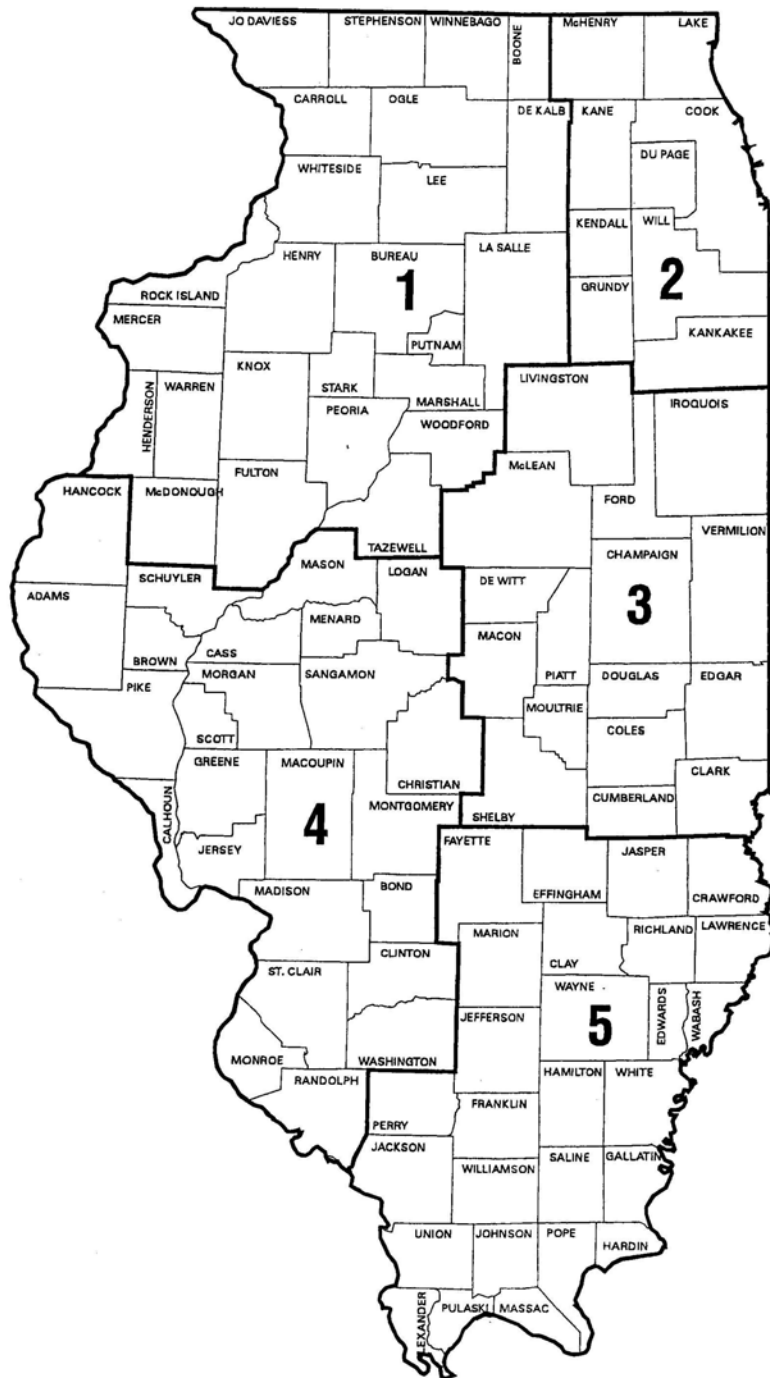 JO DAVIESS
STEPHENSON
WINNEBAGO
BOONE
McHENRY
LAKE
CARROLL
OGLE
DE KALB
KANE
COOK
DU PAGE
WHITESIDE
LEE
KENDALL
WILL
HENRY
BUREAU
LA SALLE
1
2
GRUNDY
ROCK ISLAND
MERCER
PUTNAM
KANKAKEE
KNOX
STARK
LIVINGSTON
HENDERSON
WARREN
PEORIA
MARSHALL
IROQUOIS
WOODFORD
FULTON
McLEAN
HANCOCK
McDONOUGH
FORD
VERMILION
TAZEWELL
CHAMPAIGN
MASON
LOGAN
SCHUYLER
DE WITT
ADAMS
3
MENARD
MACON
BROWN
CASS
MORGAN
SANGAMON
PIATT
DOUGLAS
EDGAR
PIKE
MOULTRIE
COLES
SCOTT
GREENE
MACOUPIN
CLARK
CHRISTIAN
CUMBERLAND
CALHOUN
MONTGOMERY
SHELBY
4
JERSEY
FAYETTE
JASPER
MADISON
BOND
EFFINGHAM
CRAWFORD
MARION
RICHLAND
LAWRENCE
CLINTON
CLAY
ST. CLAIR
WAYNE
5
EDWARDS
WABASH
JEFFERSON
MONROE
WASHINGTON
HAMILTON
WHITE
RANDOLPH
FRANKLIN
PERRY
JACKSON
WILLIAMSON
SALINE
GALLATIN
UNION
JOHNSON
POPE
HARDIN
LEXANDER
PULASKI
MASSAC